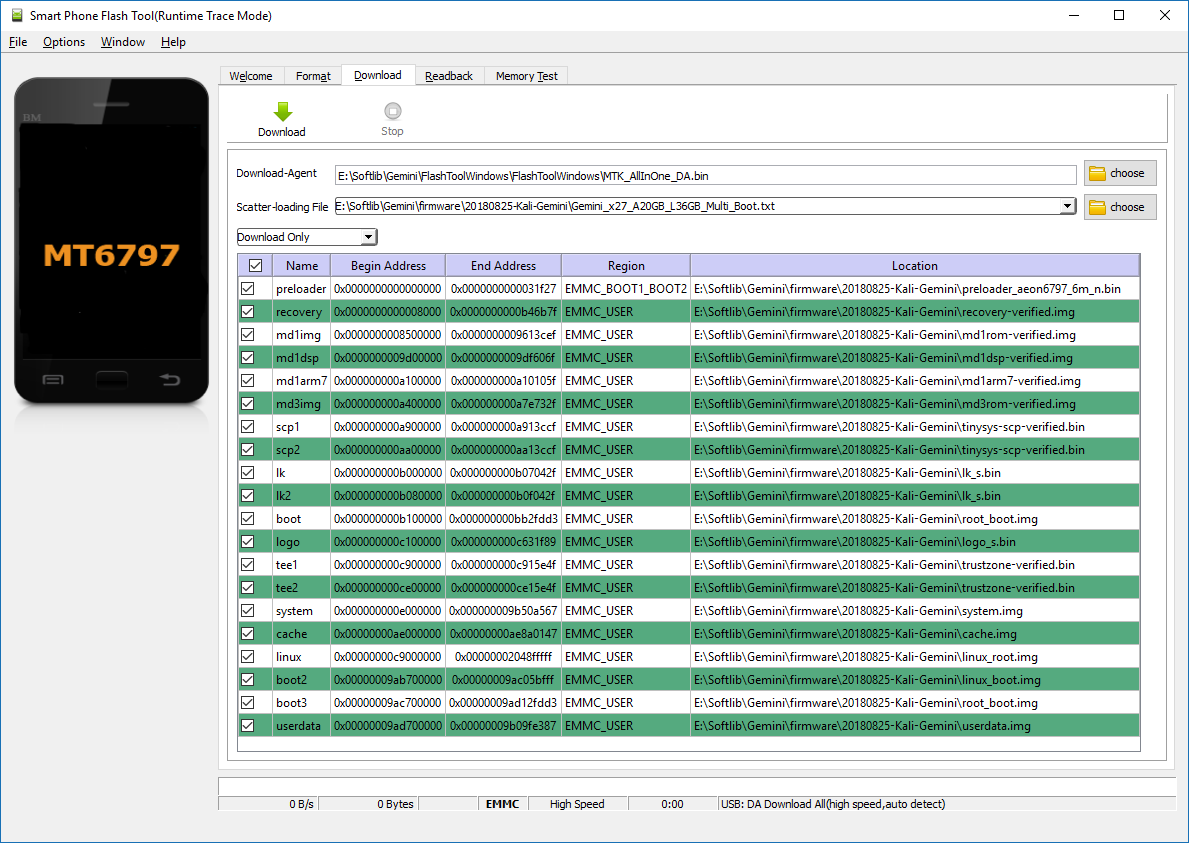 Smart Phone Flash Tool(Runtime Trace Mode)
File Options Window Help
Welcome Format Download Readback Memory Test
BM
MT6797
Download Stop
Download-Agent E:\Softlib\Gemini\FlashToolWindows\FlashToolWindows\MTK_AllInOne_DA.bin choose
Scatter-loading File E:\Softlib\Gemini\firmware\20180825-Kali-Gemini\Gemini_x27_A20GB_L36GB_Multi_Boot.txt choose
Download Only
Name Begin Address End Address Region Location
preloader 0x0000000000000000 0x0000000000031f27 EMMC_BOOT1_BOOT2 E:\Softlib\Gemini\firmware\20180825-Kali-Gemini\preloader_aeon6797_6m_n.bin
recovery 0x0000000000008000 0x0000000000b46b7f EMMC_USER E:\Softlib\Gemini\firmware\20180825-Kali-Gemini\recovery-verified.img
md1img 0x0000000008500000 0x0000000009613cef EMMC_USER E:\Softlib\Gemini\firmware\20180825-Kali-Gemini\md1rom-verified.img
md1dsp 0x0000000009d00000 0x0000000009df606f EMMC_USER E:\Softlib\Gemini\firmware\20180825-Kali-Gemini\md1dsp-verified.img
md1arm7 0x000000000a100000 0x000000000a10105f EMMC_USER E:\Softlib\Gemini\firmware\20180825-Kali-Gemini\md1arm7-verified.img
md3img 0x000000000a400000 0x000000000a7e732f EMMC_USER E:\Softlib\Gemini\firmware\20180825-Kali-Gemini\md3rom-verified.img
scp1 0x000000000a900000 0x000000000a913ccf EMMC_USER E:\Softlib\Gemini\firmware\20180825-Kali-Gemini\tinysys-scp-verified.bin
scp2 0x000000000aa00000 0x000000000aa13ccf EMMC_USER E:\Softlib\Gemini\firmware\20180825-Kali-Gemini\tinysys-scp-verified.bin
lk 0x000000000b000000 0x000000000b07042f EMMC_USER E:\Softlib\Gemini\firmware\20180825-Kali-Gemini\lk_s.bin
lk2 0x000000000b080000 0x000000000b0f042f EMMC_USER E:\Softlib\Gemini\firmware\20180825-Kali-Gemini\lk_s.bin
boot 0x000000000b100000 0x000000000bb2fdd3 EMMC_USER E:\Softlib\Gemini\firmware\20180825-Kali-Gemini\root_boot.img
logo 0x000000000c100000 0x000000000c631f89 EMMC_USER E:\Softlib\Gemini\firmware\20180825-Kali-Gemini\logo_s.bin
tee1 0x000000000c900000 0x000000000c915e4f EMMC_USER E:\Softlib\Gemini\firmware\20180825-Kali-Gemini\trustzone-verified.bin
tee2 0x000000000ce00000 0x000000000ce15e4f EMMC_USER E:\Softlib\Gemini\firmware\20180825-Kali-Gemini\trustzone-verified.bin
system 0x000000000e000000 0x000000009b50a567 EMMC_USER E:\Softlib\Gemini\firmware\20180825-Kali-Gemini\system.img
cache 0x00000000ae000000 0x00000000ae8a0147 EMMC_USER E:\Softlib\Gemini\firmware\20180825-Kali-Gemini\cache.img
linux 0x00000000c9000000 0x00000002048fffff EMMC_USER E:\Softlib\Gemini\firmware\20180825-Kali-Gemini\linux_root.img
boot2 0x00000009ab700000 0x00000009ac05bfff EMMC_USER E:\Softlib\Gemini\firmware\20180825-Kali-Gemini\linux_boot.img
boot3 0x00000009ac700000 0x00000009ad12fdd3 EMMC_USER E:\Softlib\Gemini\firmware\20180825-Kali-Gemini\root_boot.img
userdata 0x00000009ad700000 0x00000009b09fe387 EMMC_USER E:\Softlib\Gemini\firmware\20180825-Kali-Gemini\userdata.img
0 B/s 0 Bytes EMMC High Speed 0:00 USB: DA Download All(high speed,auto detect)